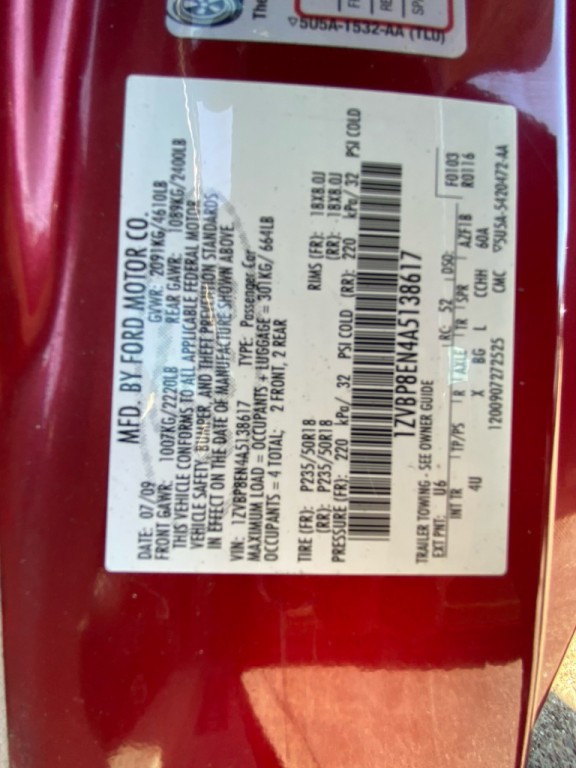 The
5U5A-1532-AA (TLU)
MFD. BY FORD MOTOR CO.
DATE: 07/09 GVWR: 2091KG/4610LB
FRONT GAWR: 1007KG/2220LB REAR GAWR: 1089KG/2400LB
THIS VEHICLE CONFORMS TO ALL APPLICABLE FEDERAL MOTOR
VEHICLE SAFETY, BUMPER, AND THEFT PREVENTION STANDARDS
IN EFFECT ON THE DATE OF MANUFACTURE SHOWN ABOVE.
VIN: 1ZVBP8EN4A5138617 TYPE: Passenger Car
MAXIMUM LOAD = OCCUPANTS + LUGGAGE = 301KG/ 664LB
OCCUPANTS = 4 TOTAL; 2 FRONT, 2 REAR
TIRE (FR): P235/50R18 RIMS (FR): 18X8.0J
(RR): P235/50R18 (RR): 18X8.0J
PRESSURE (FR): 220 kPa/ 32 PSI COLD (RR): 220 kPa/ 32 PSI COLD
1ZVBP8EN4A5138617
TRAILER TOWING - SEE OWNER GUIDE
F0103
EXT PNT: U6 RC: 52 DSO: R0116
INT TR TP/PS R AXLE TR SPR AZF1B
4U X BG L CCHH 60A
1200907272525 CMC 5U5A-5420472-AA